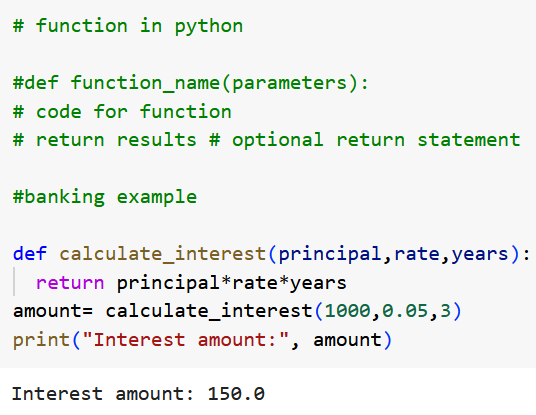 # function in python
#def function_name(parameters):
# code for function
# return results # optional return statement
#banking example
def calculate_interest(principal,rate,years):
  return principal*rate*years
amount= calculate_interest(1000,0.05,3)
print("Interest amount:", amount)
Interest amount: 150.0